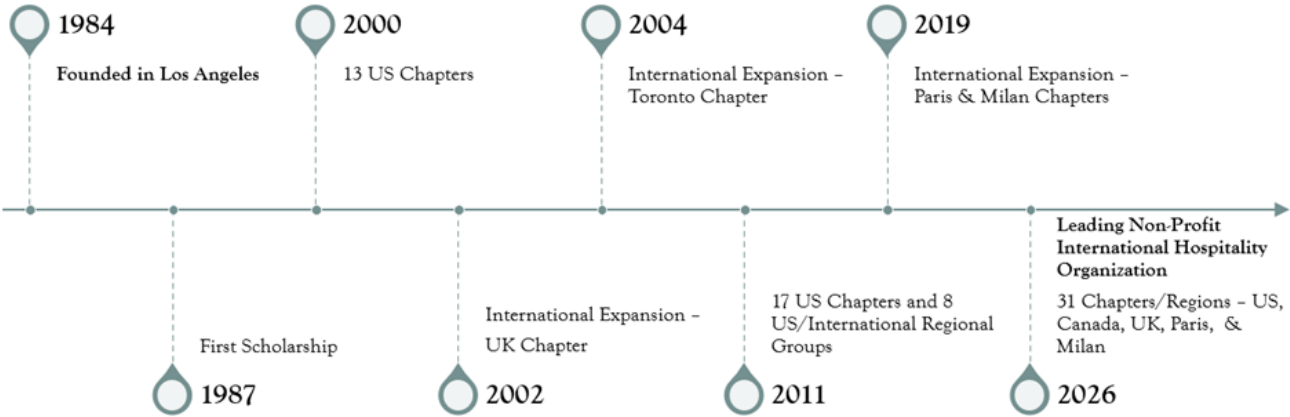 1984
Founded in Los Angeles
2000
13 US Chapters
2004
International Expansion –
Toronto Chapter
2019
International Expansion –
Paris & Milan Chapters
First Scholarship
1987
International Expansion –
UK Chapter
2002
17 US Chapters and 8
US/International Regional
Groups
2011
Leading Non-Profit
International Hospitality
Organization
31 Chapters/Regions – US,
Canada, UK, Paris, &
Milan
2026